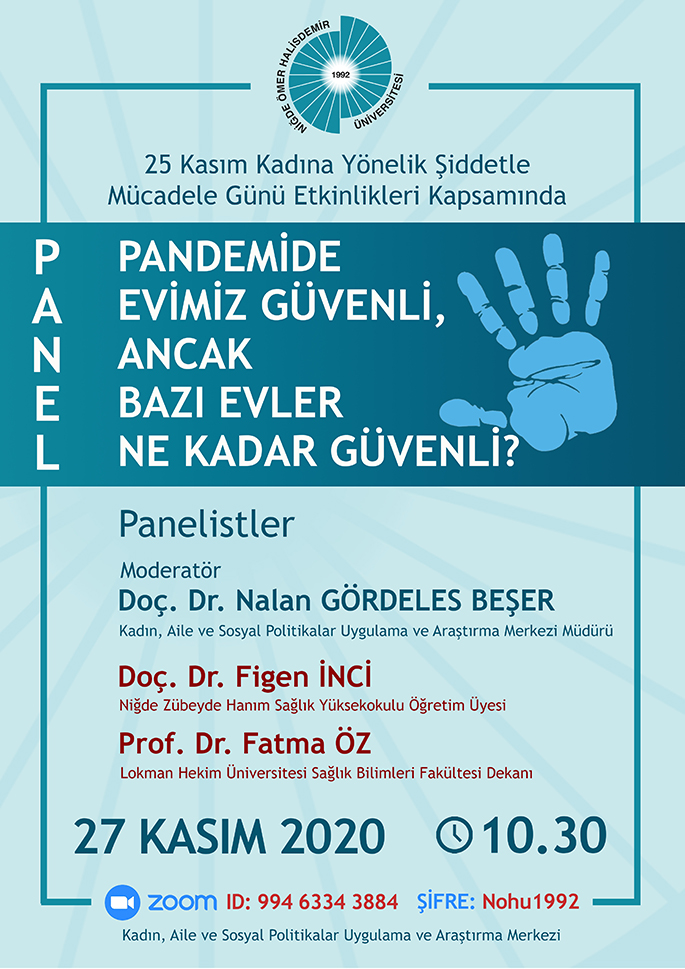 NİĞDE ÖMER HALİSDEMİR
ÜNİVERSİTESİ
1992
25 Kasım Kadına Yönelik Şiddetle
Mücadele Günü Etkinlikleri Kapsamında
PANEL
PANDEMİDE
EVİMİZ GÜVENLİ,
ANCAK
BAZI EVLER
NE KADAR GÜVENLİ?
Panelistler
Moderatör
Doç. Dr. Nalan GÖRDELES BEŞER
Kadın, Aile ve Sosyal Politikalar Uygulama ve Araştırma Merkezi Müdürü
Doç. Dr. Figen İNCİ
Niğde Zübeyde Hanım Sağlık Yüksekokulu Öğretim Üyesi
Prof. Dr. Fatma ÖZ
Lokman Hekim Üniversitesi Sağlık Bilimleri Fakültesi Dekanı
27 KASIM 2020 10.30
zoom ID: 994 6334 3884 ŞİFRE: Nohu1992
Kadın, Aile ve Sosyal Politikalar Uygulama ve Araştırma Merkezi